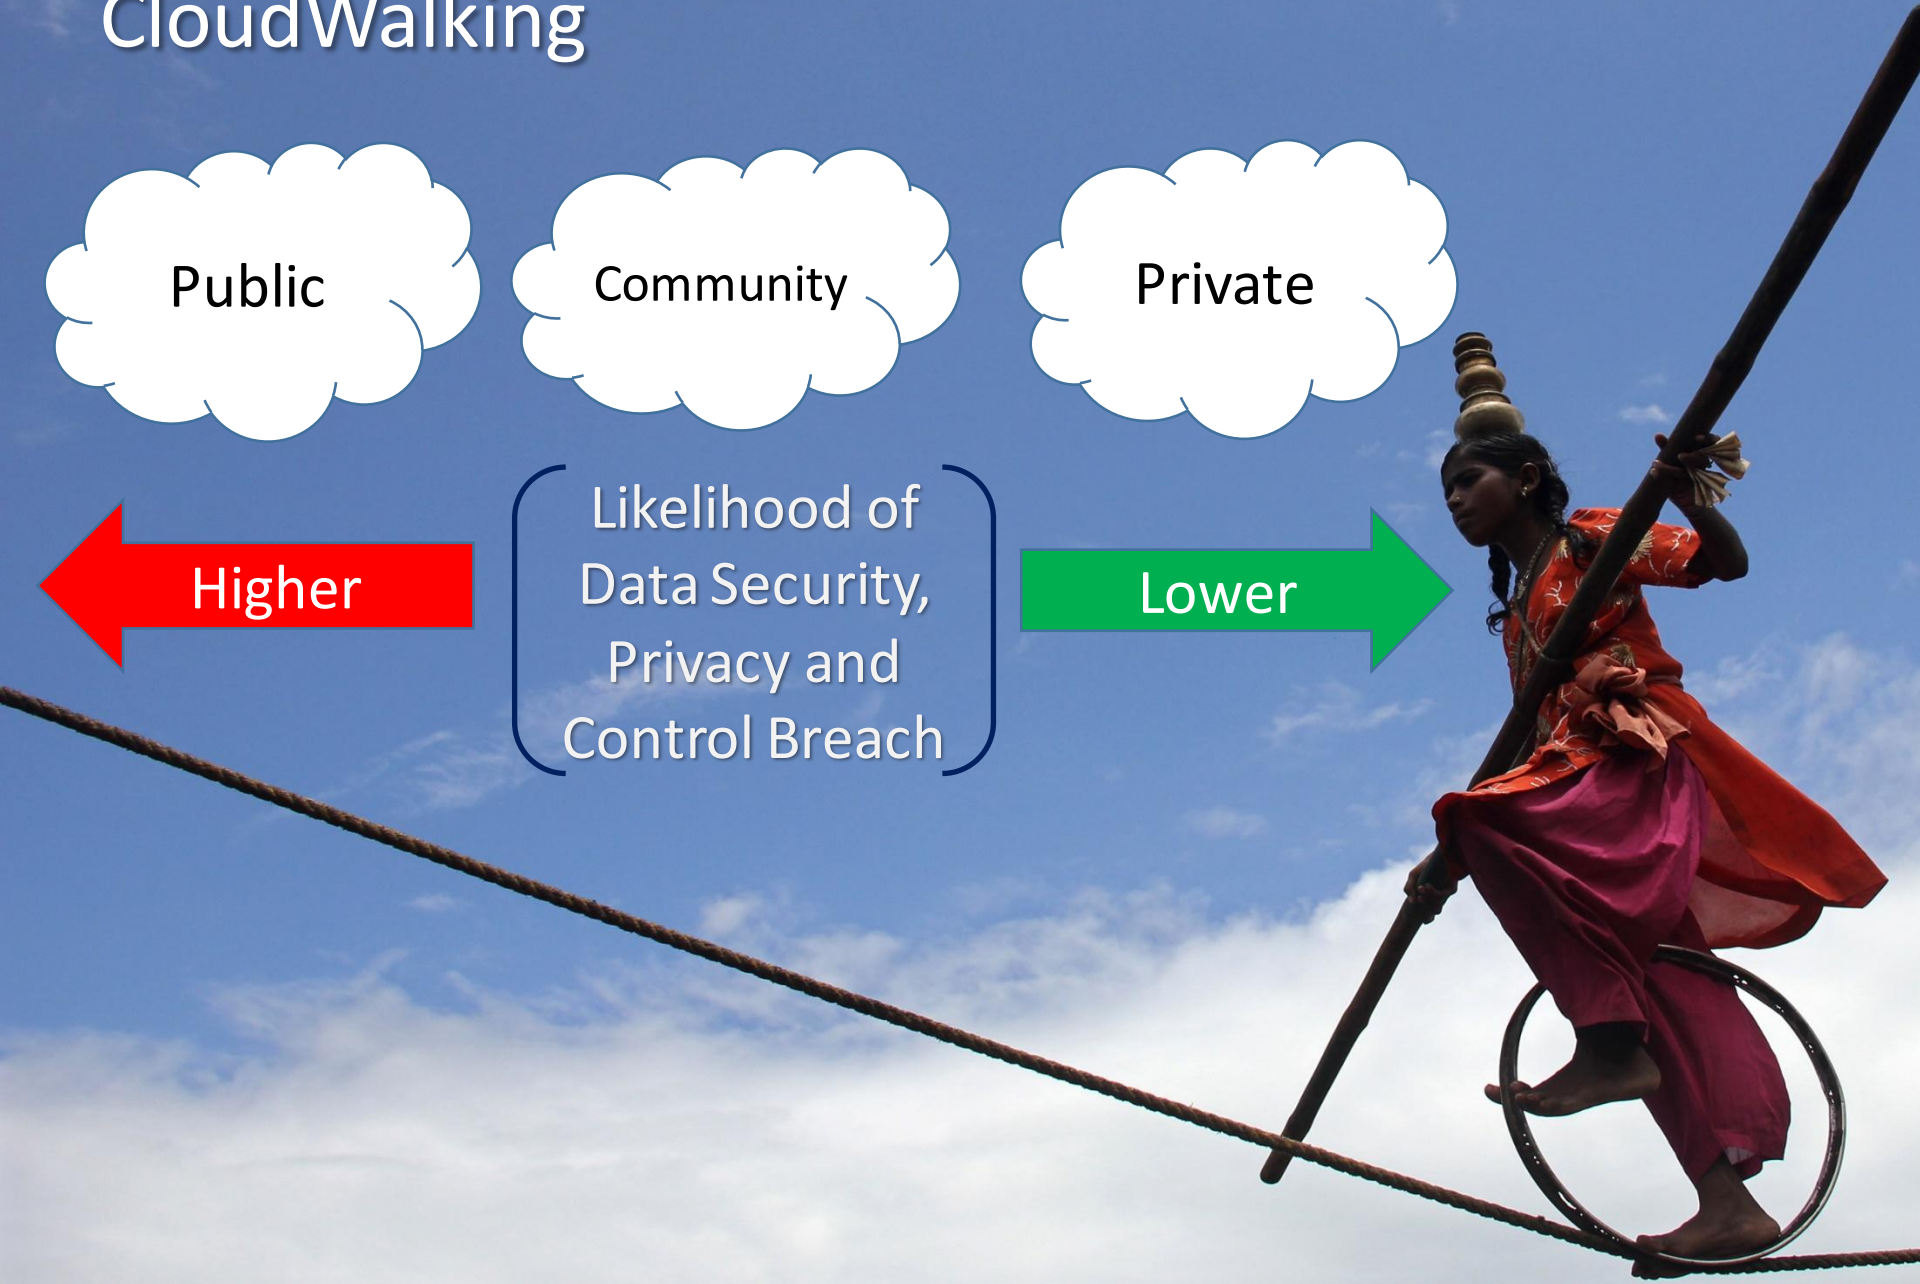 CloudWalking
Public
Community
Private
Higher
Likelihood of
Data Security,
Privacy and
Control Breach
Lower